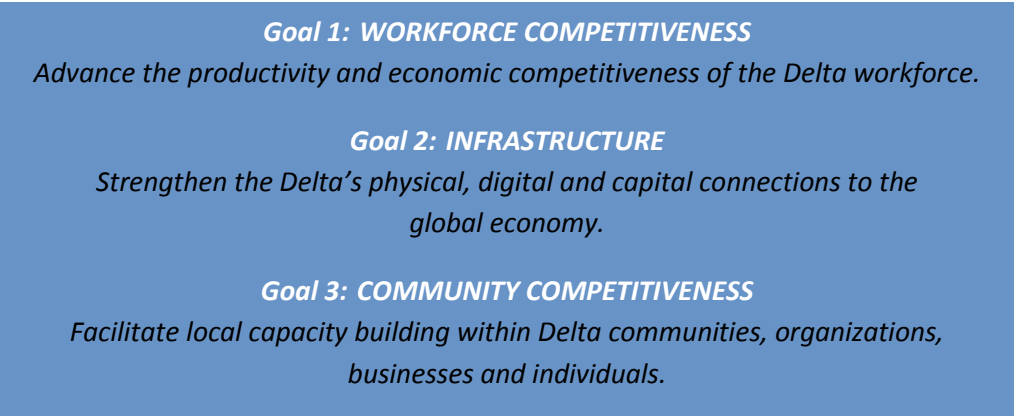 Goal 1: WORKFORCE COMPETITIVENESS
Advance the productivity and economic competitiveness of the Delta workforce.
Goal 2: INFRASTRUCTURE
Strengthen the Delta's physical, digital and capital connections to the
global economy.
Goal 3: COMMUNITY COMPETITIVENESS
Facilitate local capacity building within Delta communities, organizations,
businesses and individuals.